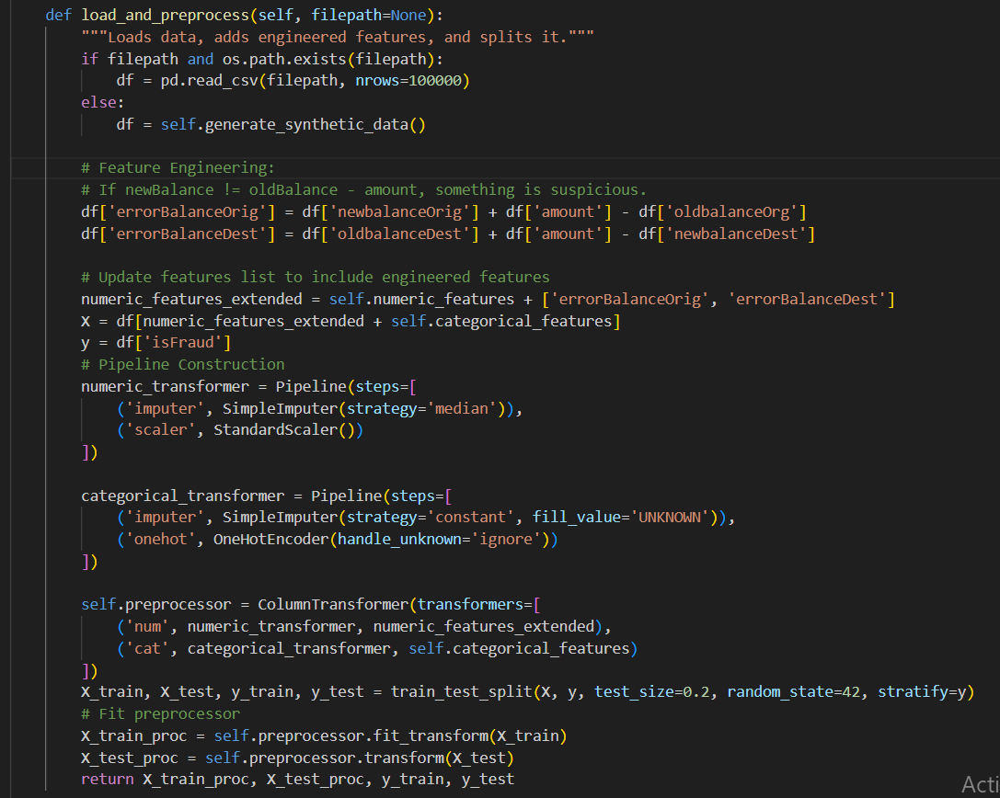 def load_and_preprocess(self, filepath=None):
    """Loads data, adds engineered features, and splits it."""
    if filepath and os.path.exists(filepath):
        df = pd.read_csv(filepath, nrows=100000)
    else:
        df = self.generate_synthetic_data()

    # Feature Engineering:
    # If newBalance != oldBalance - amount, something is suspicious.
    df['errorBalanceOrig'] = df['newbalanceOrig'] + df['amount'] - df['oldbalanceOrg']
    df['errorBalanceDest'] = df['oldbalanceDest'] + df['amount'] - df['newbalanceDest']

    # Update features list to include engineered features
    numeric_features_extended = self.numeric_features + ['errorBalanceOrig', 'errorBalanceDest']
    X = df[numeric_features_extended + self.categorical_features]
    y = df['isFraud']
    # Pipeline Construction
    numeric_transformer = Pipeline(steps=[
        ('imputer', SimpleImputer(strategy='median')),
        ('scaler', StandardScaler())
    ])

    categorical_transformer = Pipeline(steps=[
        ('imputer', SimpleImputer(strategy='constant', fill_value='UNKNOWN')),
        ('onehot', OneHotEncoder(handle_unknown='ignore'))
    ])

    self.preprocessor = ColumnTransformer(transformers=[
        ('num', numeric_transformer, numeric_features_extended),
        ('cat', categorical_transformer, self.categorical_features)
    ])
    X_train, X_test, y_train, y_test = train_test_split(X, y, test_size=0.2, random_state=42, stratify=y)
    # Fit preprocessor
    X_train_proc = self.preprocessor.fit_transform(X_train)
    X_test_proc = self.preprocessor.transform(X_test)
    return X_train_proc, X_test_proc, y_train, y_test